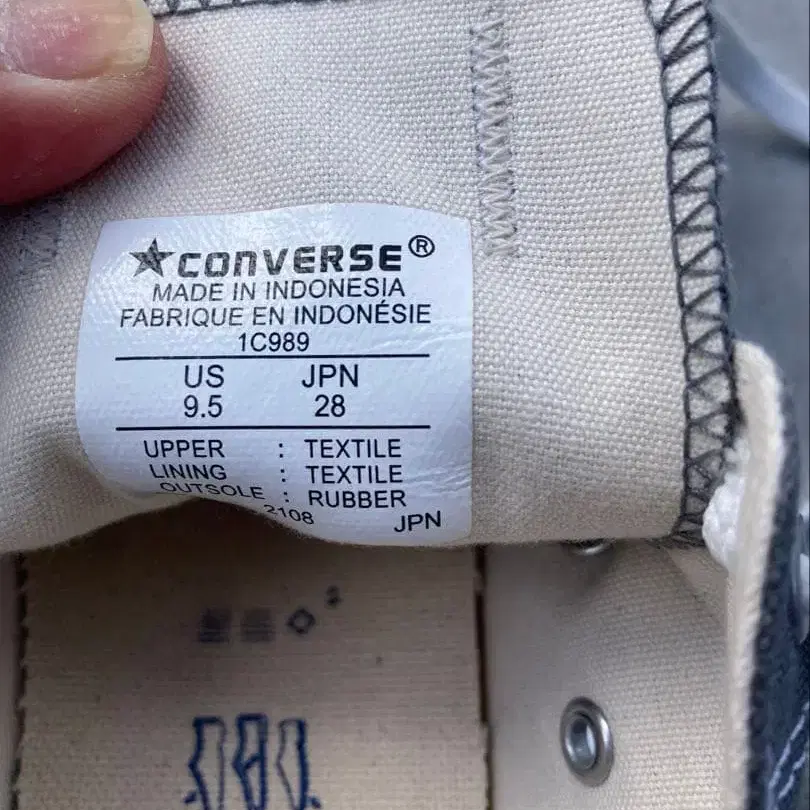 ★CONVERSE®
MADE IN INDONESIA
FABRIQUE EN INDONÉSIE
1C989
US JPN
9.5 28
UPPER : TEXTILE
LINING : TEXTILE
OUTSOLE : RUBBER
2108 JPN